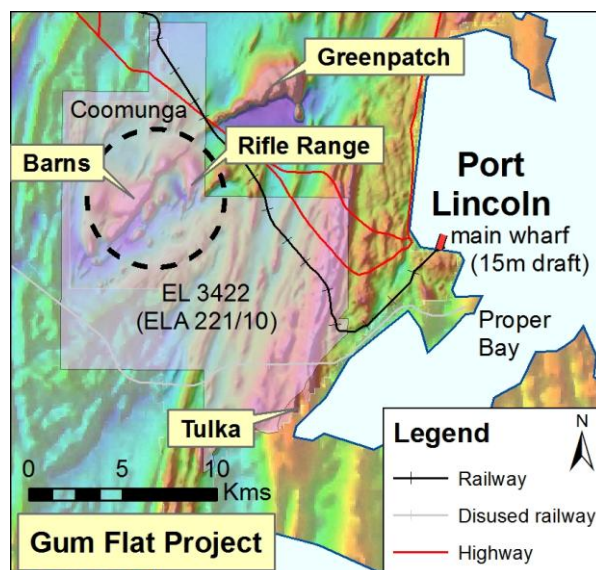 Greenpatch
Coomunga
Rifle Range
Barns
Port
Lincoln
main wharf
(15m draft)
EL 3422
(ELA 221/10)
Proper
Bay
Tulka
0 5 10
Kms
Gum Flat Project
Legend
N
Railway
Disused railway
Highway